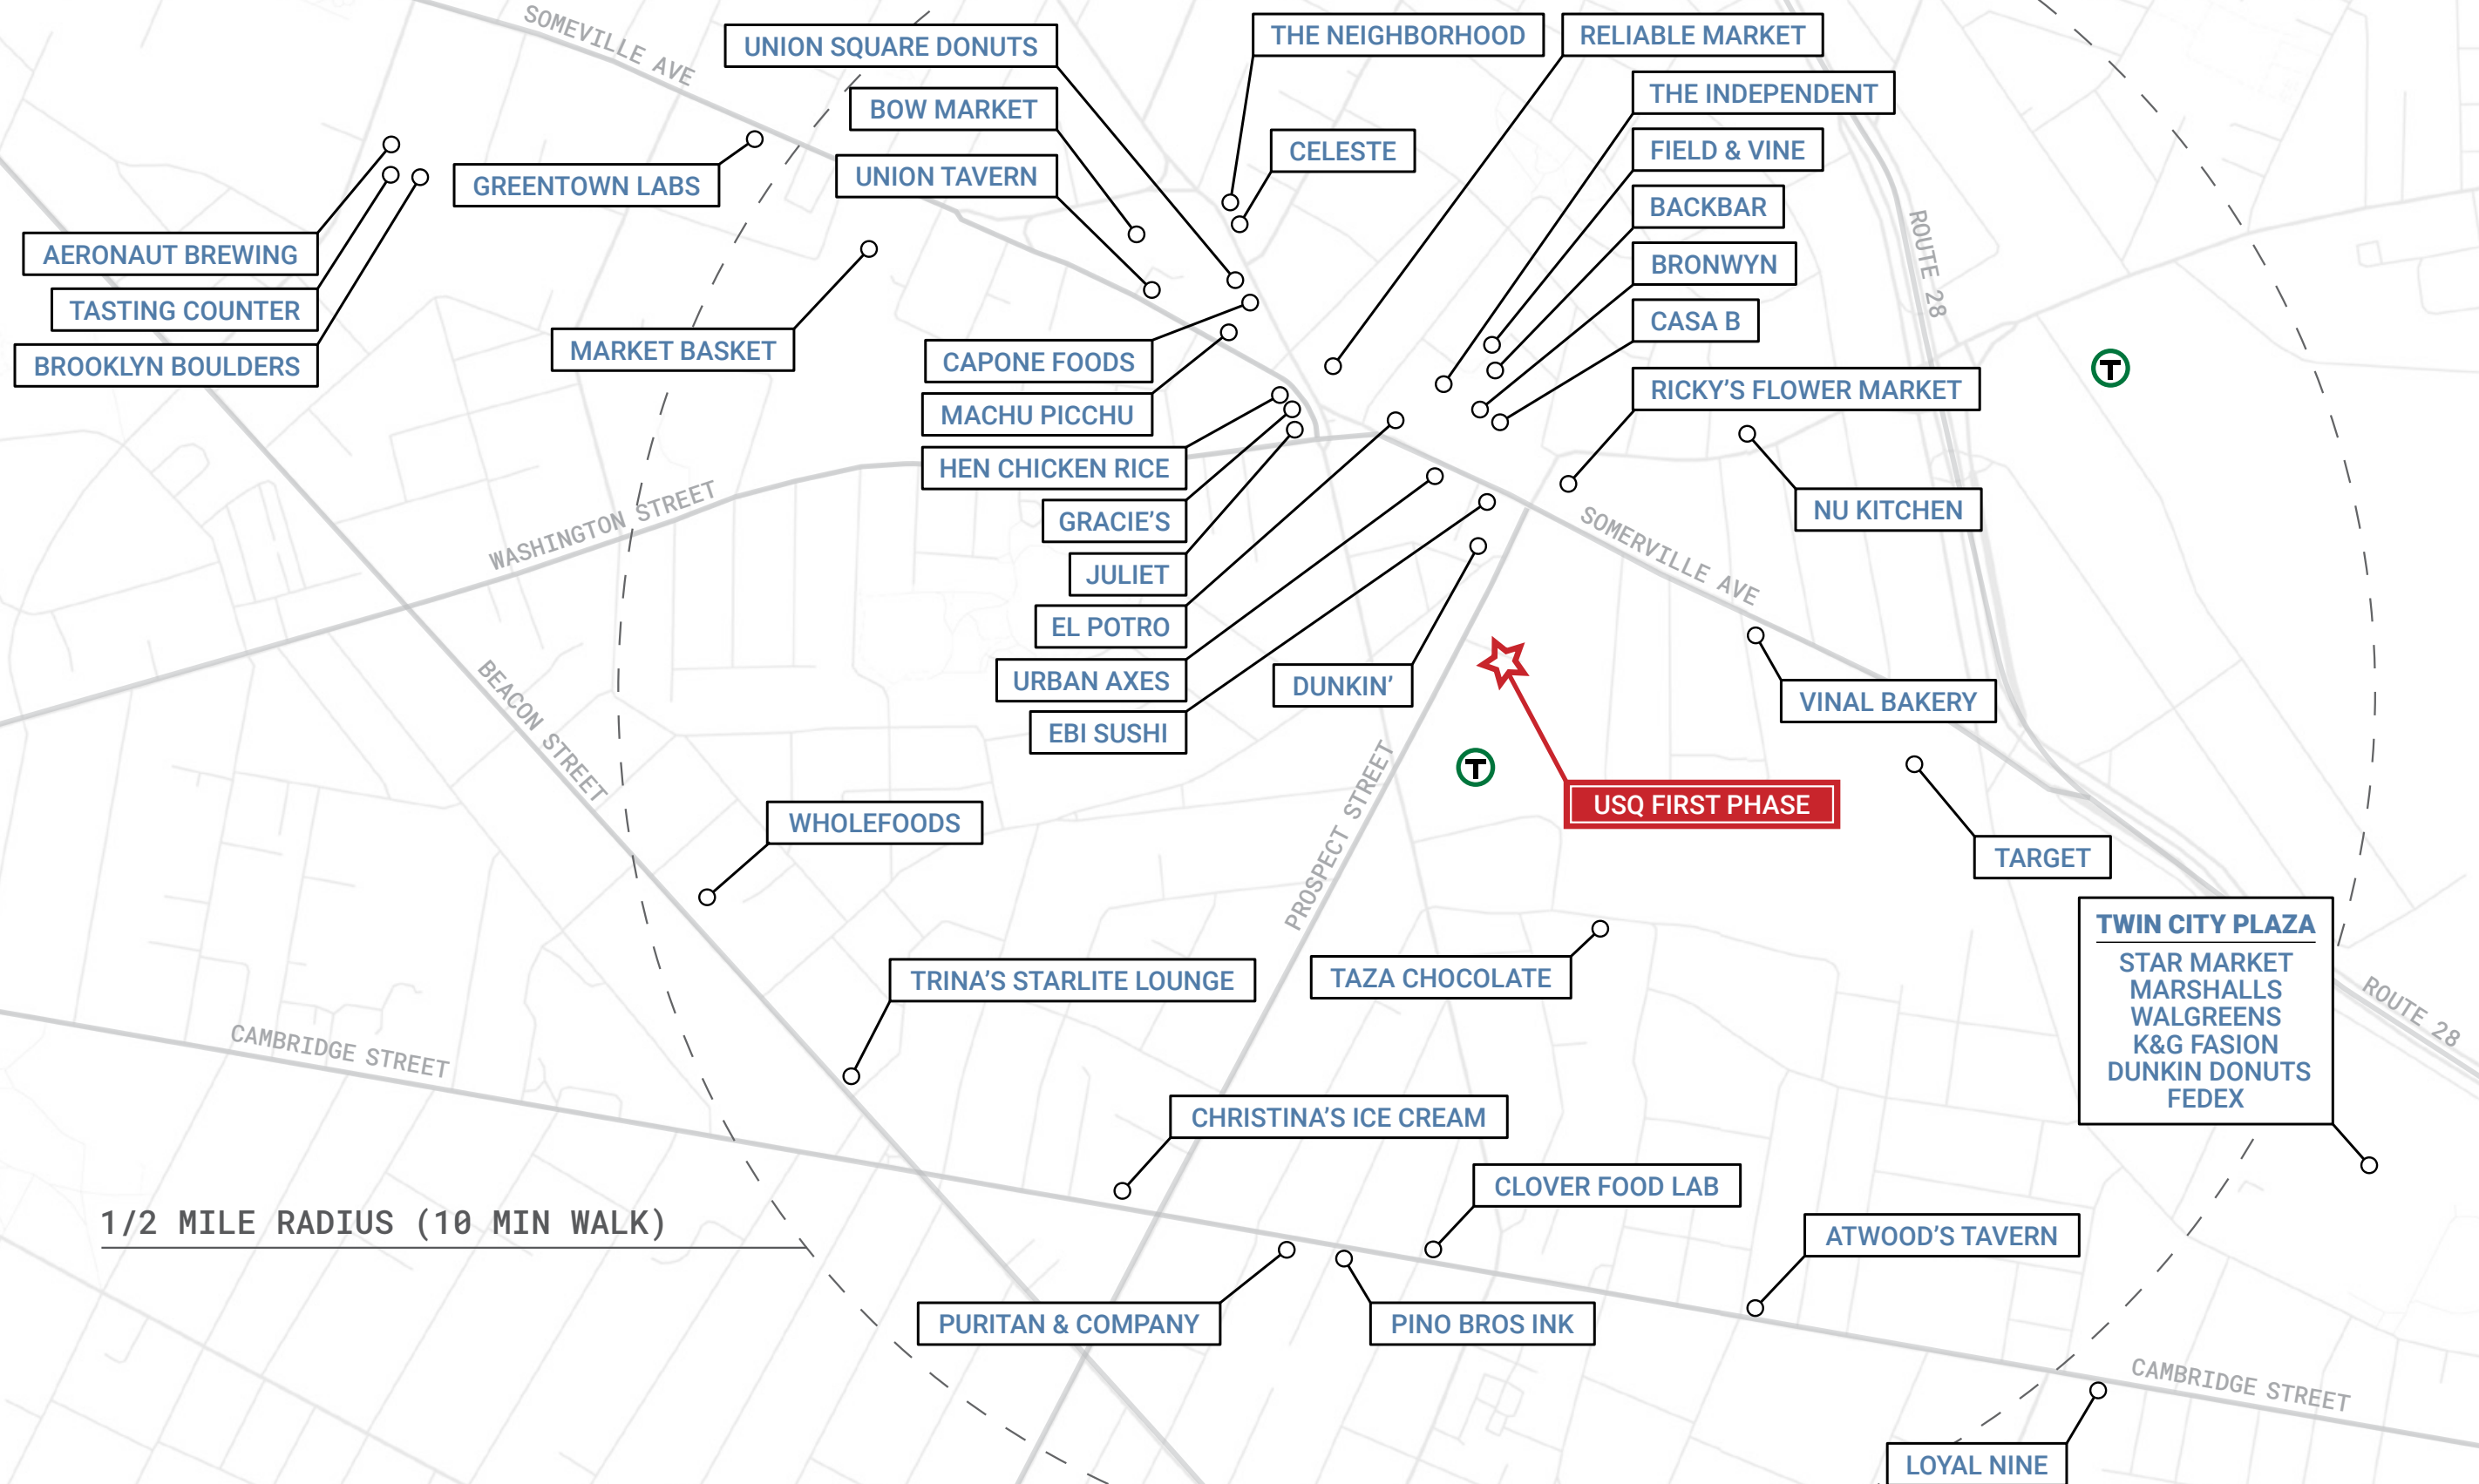 SOMEVILLE AVE
UNION SQUARE DONUTS
THE NEIGHBORHOOD
RELIABLE MARKET
BOW MARKET
THE INDEPENDENT
CELESTE
FIELD & VINE
UNION TAVERN
GREENTOWN LABS
BACKBAR
AERONAUT BREWING
BRONWYN
ROUTE 28
TASTING COUNTER
CASA B
BROOKLYN BOULDERS
MARKET BASKET
CAPONE FOODS
T
RICKY’S FLOWER MARKET
MACHU PICCHU
HEN CHICKEN RICE
NU KITCHEN
WASHINGTON STREET
GRACIE’S
SOMERVILLE AVE
JULIET
EL POTRO
URBAN AXES
DUNKIN’
VINAL BAKERY
BEACON STREET
EBI SUSHI
T
USQ FIRST PHASE
WHOLEFOODS
PROSPECT STREET
TARGET
TWIN CITY PLAZA
STAR MARKET
MARSHALLS
WALGREENS
K&G FASION
DUNKIN DONUTS
FEDEX
TRINA’S STARLITE LOUNGE
TAZA CHOCOLATE
ROUTE 28
CAMBRIDGE STREET
CHRISTINA’S ICE CREAM
CLOVER FOOD LAB
1/2 MILE RADIUS (10 MIN WALK)
ATWOOD’S TAVERN
PURITAN & COMPANY
PINO BROS INK
CAMBRIDGE STREET
LOYAL NINE